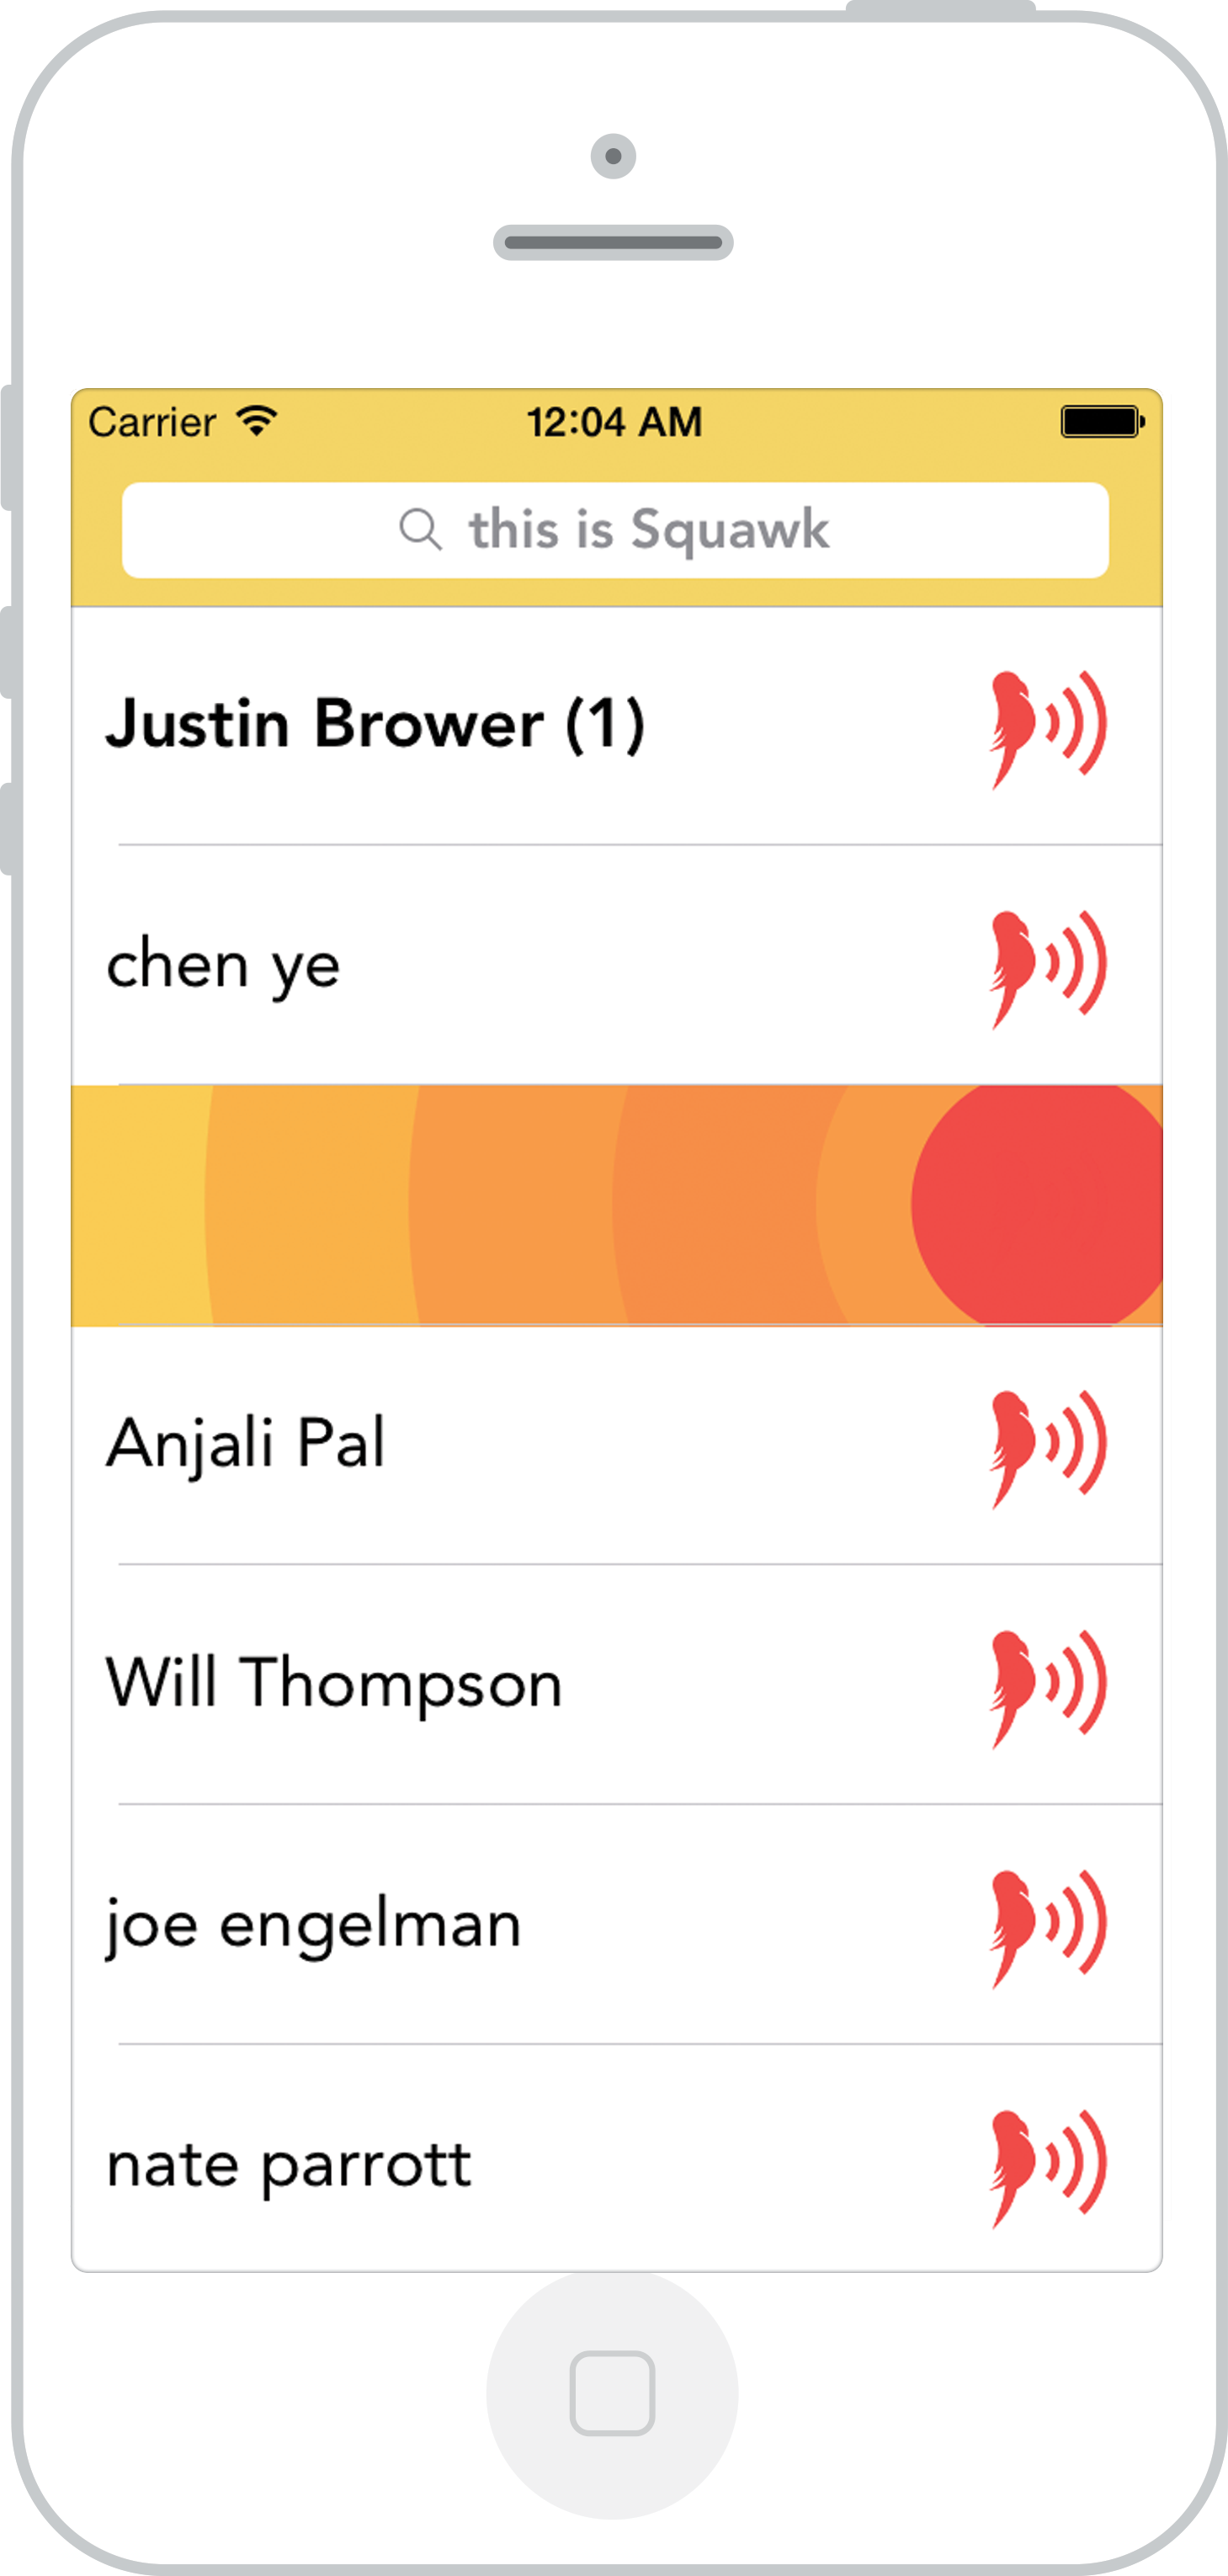 Carrier 12:04 AM
this is Squawk
Justin Brower (1)
chen ye
Anjali Pal
Will Thompson
joe engelman
nate parrott